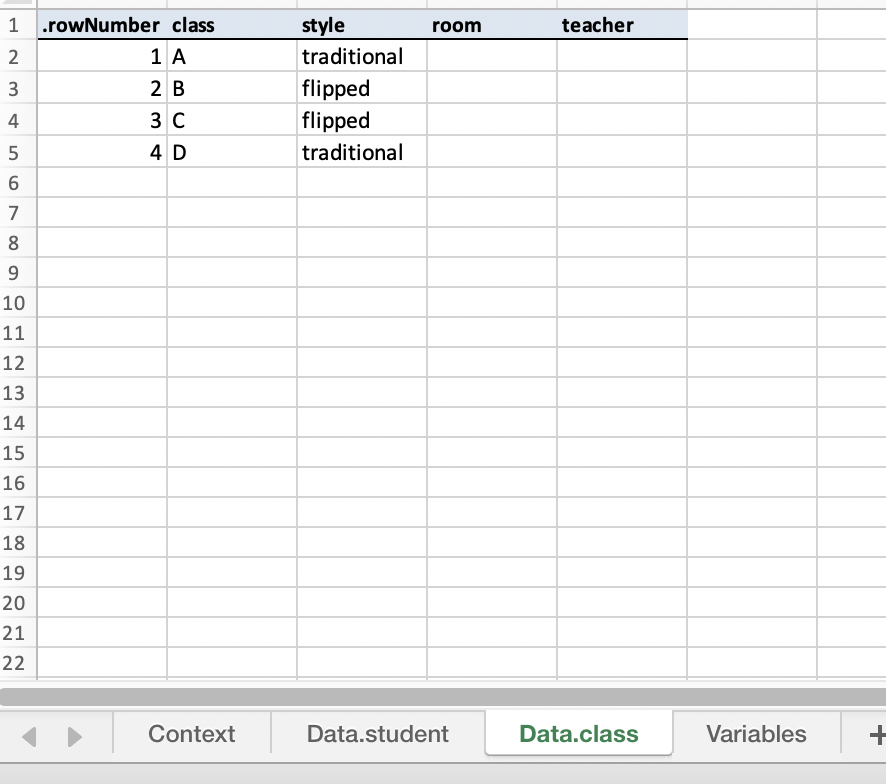 1 .rowNumber class style room teacher
2 1 A traditional
3 2 B flipped
4 3 C flipped
5 4 D traditional
6
7
8
9
10
11
12
13
14
15
16
17
18
19
20
21
22
Context Data.student Data.class Variables +